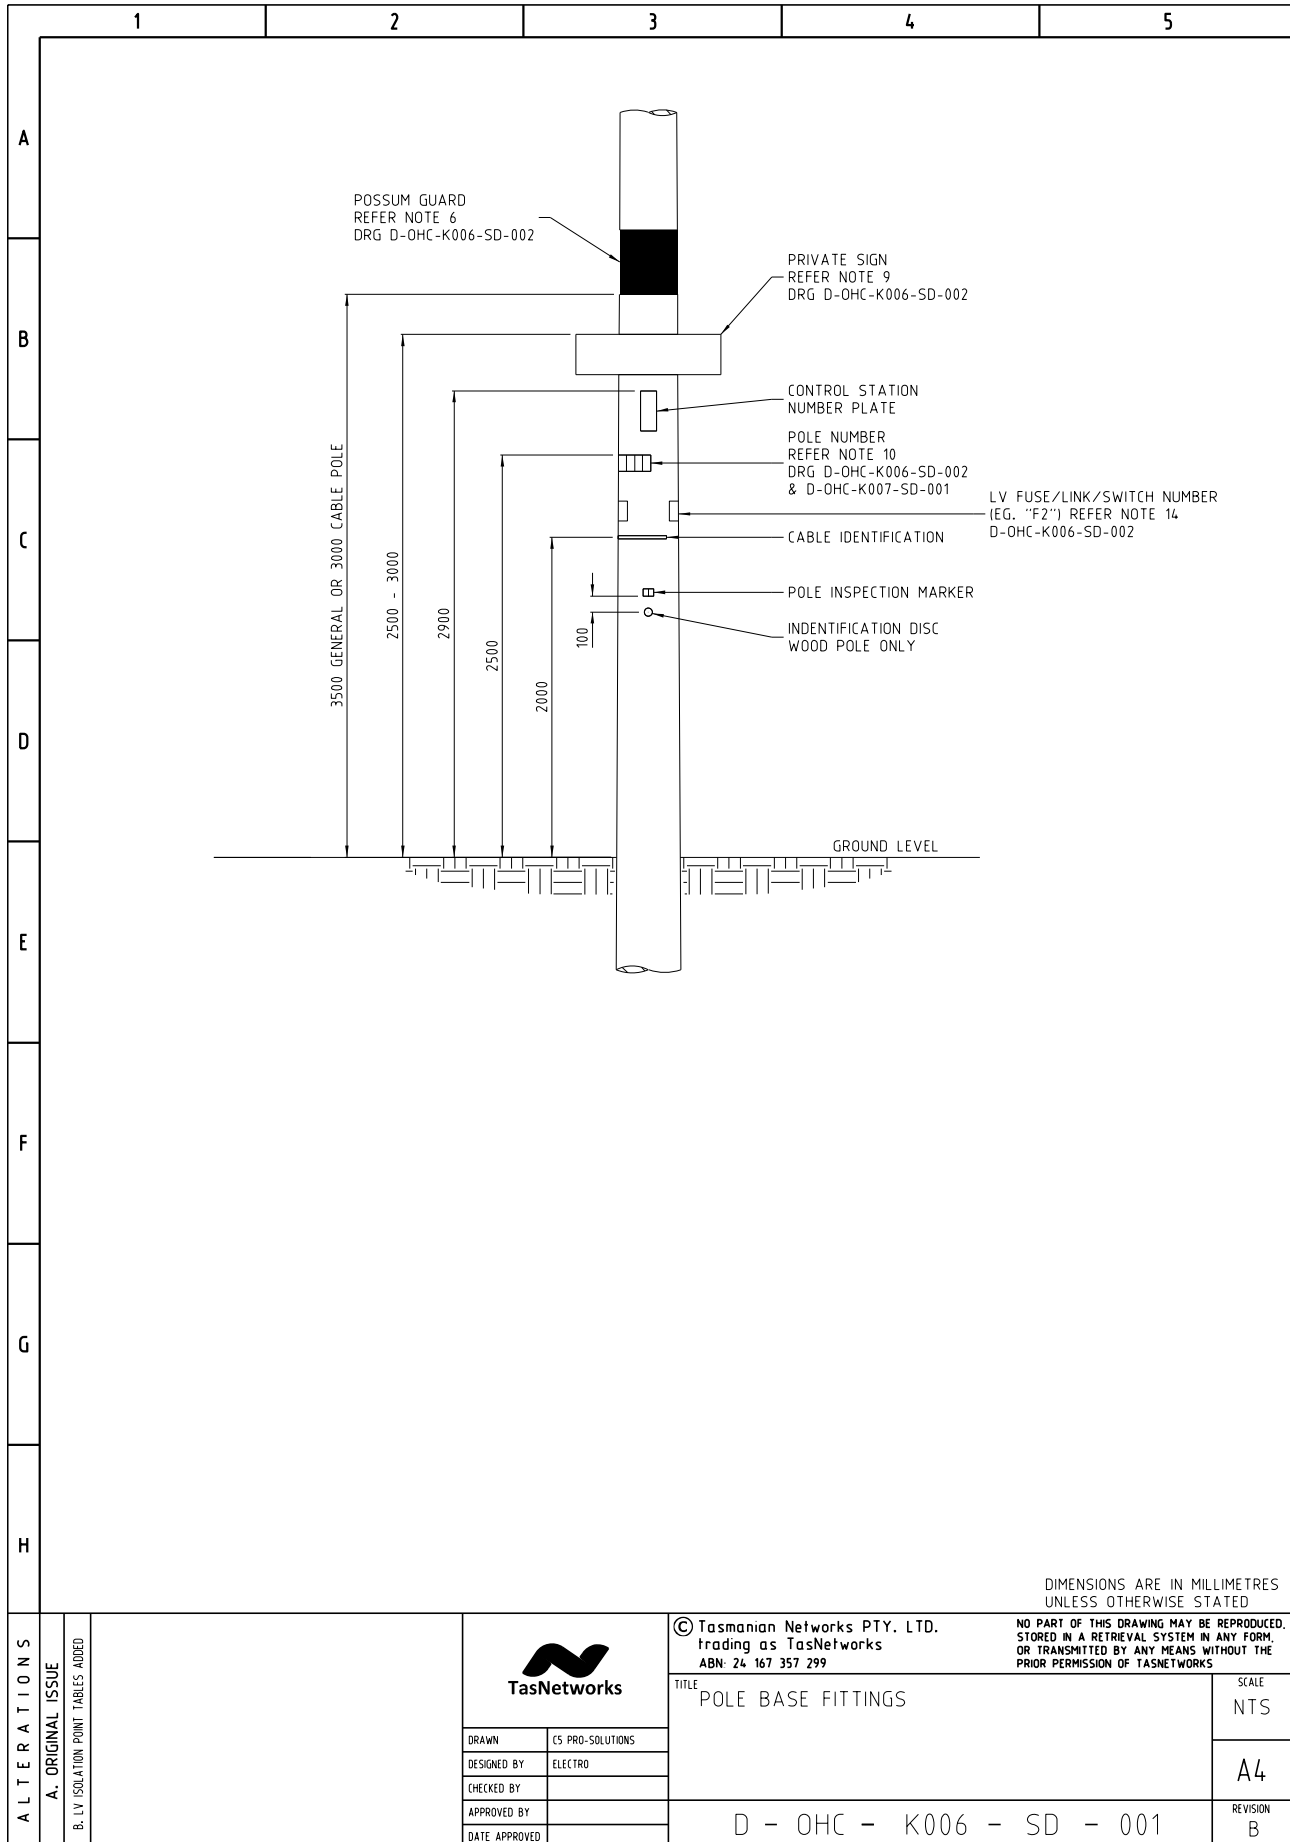 1 2 3 4 5
A
B
C
D
E
F
G
H
POSSUM GUARD
REFER NOTE 6
DRG D-OHC-K006-SD-002
PRIVATE SIGN
REFER NOTE 9
DRG D-OHC-K006-SD-002
CONTROL STATION
NUMBER PLATE
POLE NUMBER
REFER NOTE 10
DRG D-OHC-K006-SD-002
& D-OHC-K007-SD-001
LV FUSE/LINK/SWITCH NUMBER
(EG. "F2") REFER NOTE 14
D-OHC-K006-SD-002
CABLE IDENTIFICATION
POLE INSPECTION MARKER
INDENTIFICATION DISC
WOOD POLE ONLY
3500 GENERAL OR 3000 CABLE POLE
2500 - 3000
2900
2500
2000
100
GROUND LEVEL
DIMENSIONS ARE IN MILLIMETRES
UNLESS OTHERWISE STATED
ALTERATIONS
A. ORIGINAL ISSUE
B. LV ISOLATION POINT TABLES ADDED
TasNetworks
DRAWN C5 PRO-SOLUTIONS
DESIGNED BY ELECTRO
CHECKED BY
APPROVED BY
DATE APPROVED
© Tasmanian Networks PTY. LTD.
trading as TasNetworks
ABN: 24 167 357 299
NO PART OF THIS DRAWING MAY BE REPRODUCED,
STORED IN A RETRIEVAL SYSTEM IN ANY FORM,
OR TRANSMITTED BY ANY MEANS WITHOUT THE
PRIOR PERMISSION OF TASNETWORKS
TITLE
POLE BASE FITTINGS
SCALE
NTS
A4
D - OHC - K006 - SD - 001
REVISION
B